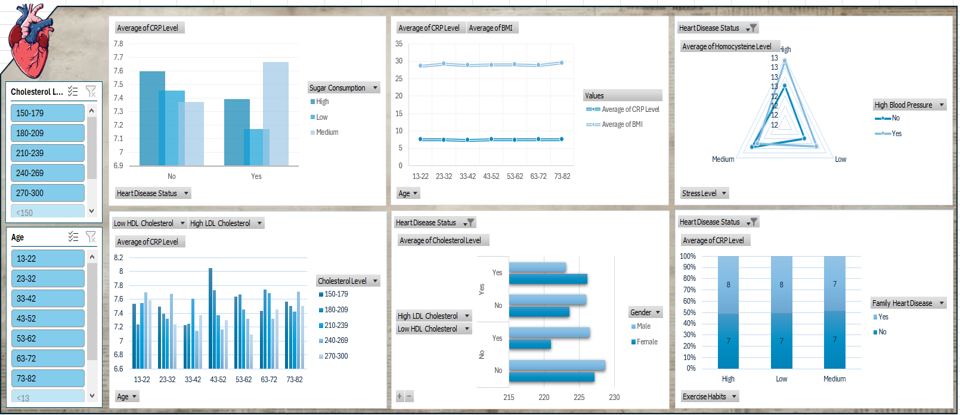 Cholesterol L...
150-179
180-209
210-239
240-269
270-300
<150
Age
13-22
23-32
33-42
43-52
53-62
63-72
73-82
<13
Average of CRP Level
7.8
7.7
7.6
7.5
7.4
7.3
7.2
7.1
7
6.9
No Yes
Sugar Consumption
High
Low
Medium
Heart Disease Status
Average of CRP Level Average of BMI
35
30
25
20
15
10
5
0
13-22 23-32 33-42 43-52 53-62 63-72 73-82
Values
Average of CRP Level
Average of BMI
Age
Heart Disease Status
Average of Homocysteine Level
High
13
13
13
13
12
12
12
12
Medium Low
High Blood Pressure
No
Yes
Stress Level
Low HDL Cholesterol High LDL Cholesterol
Average of CRP Level
8.2
8
7.8
7.6
7.4
7.2
7
6.8
6.6
13-22 23-32 33-42 43-52 53-62 63-72 73-82
Cholesterol Level
150-179
180-209
210-239
240-269
270-300
Age
Heart Disease Status
Average of Cholesterol Level
Yes
Yes
No
High LDL Cholesterol
Low HDL Cholesterol
Yes
No
No
215 220 225 230
Gender
Male
Female
Heart Disease Status
Average of CRP Level
100%
90%
80%
70%
60%
50%
40%
30%
20%
10%
0%
8 8 7
7 7 7
High Low Medium
Family Heart Disease
Yes
No
Exercise Habits